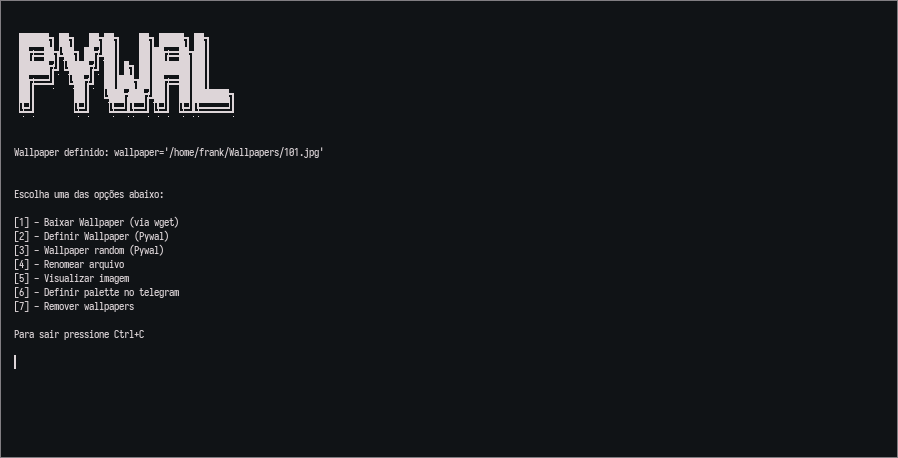 PYWAL
Wallpaper definido: wallpaper='/home/frank/Wallpapers/101.jpg'
Escolha uma das opções abaixo:
[1] - Baixar Wallpaper (via wget)
[2] - Definir Wallpaper (Pywal)
[3] - Wallpaper random (Pywal)
[4] - Renomear arquivo
[5] - Visualizar imagem
[6] - Definir palette no telegram
[7] - Remover wallpapers
Para sair pressione Ctrl+C